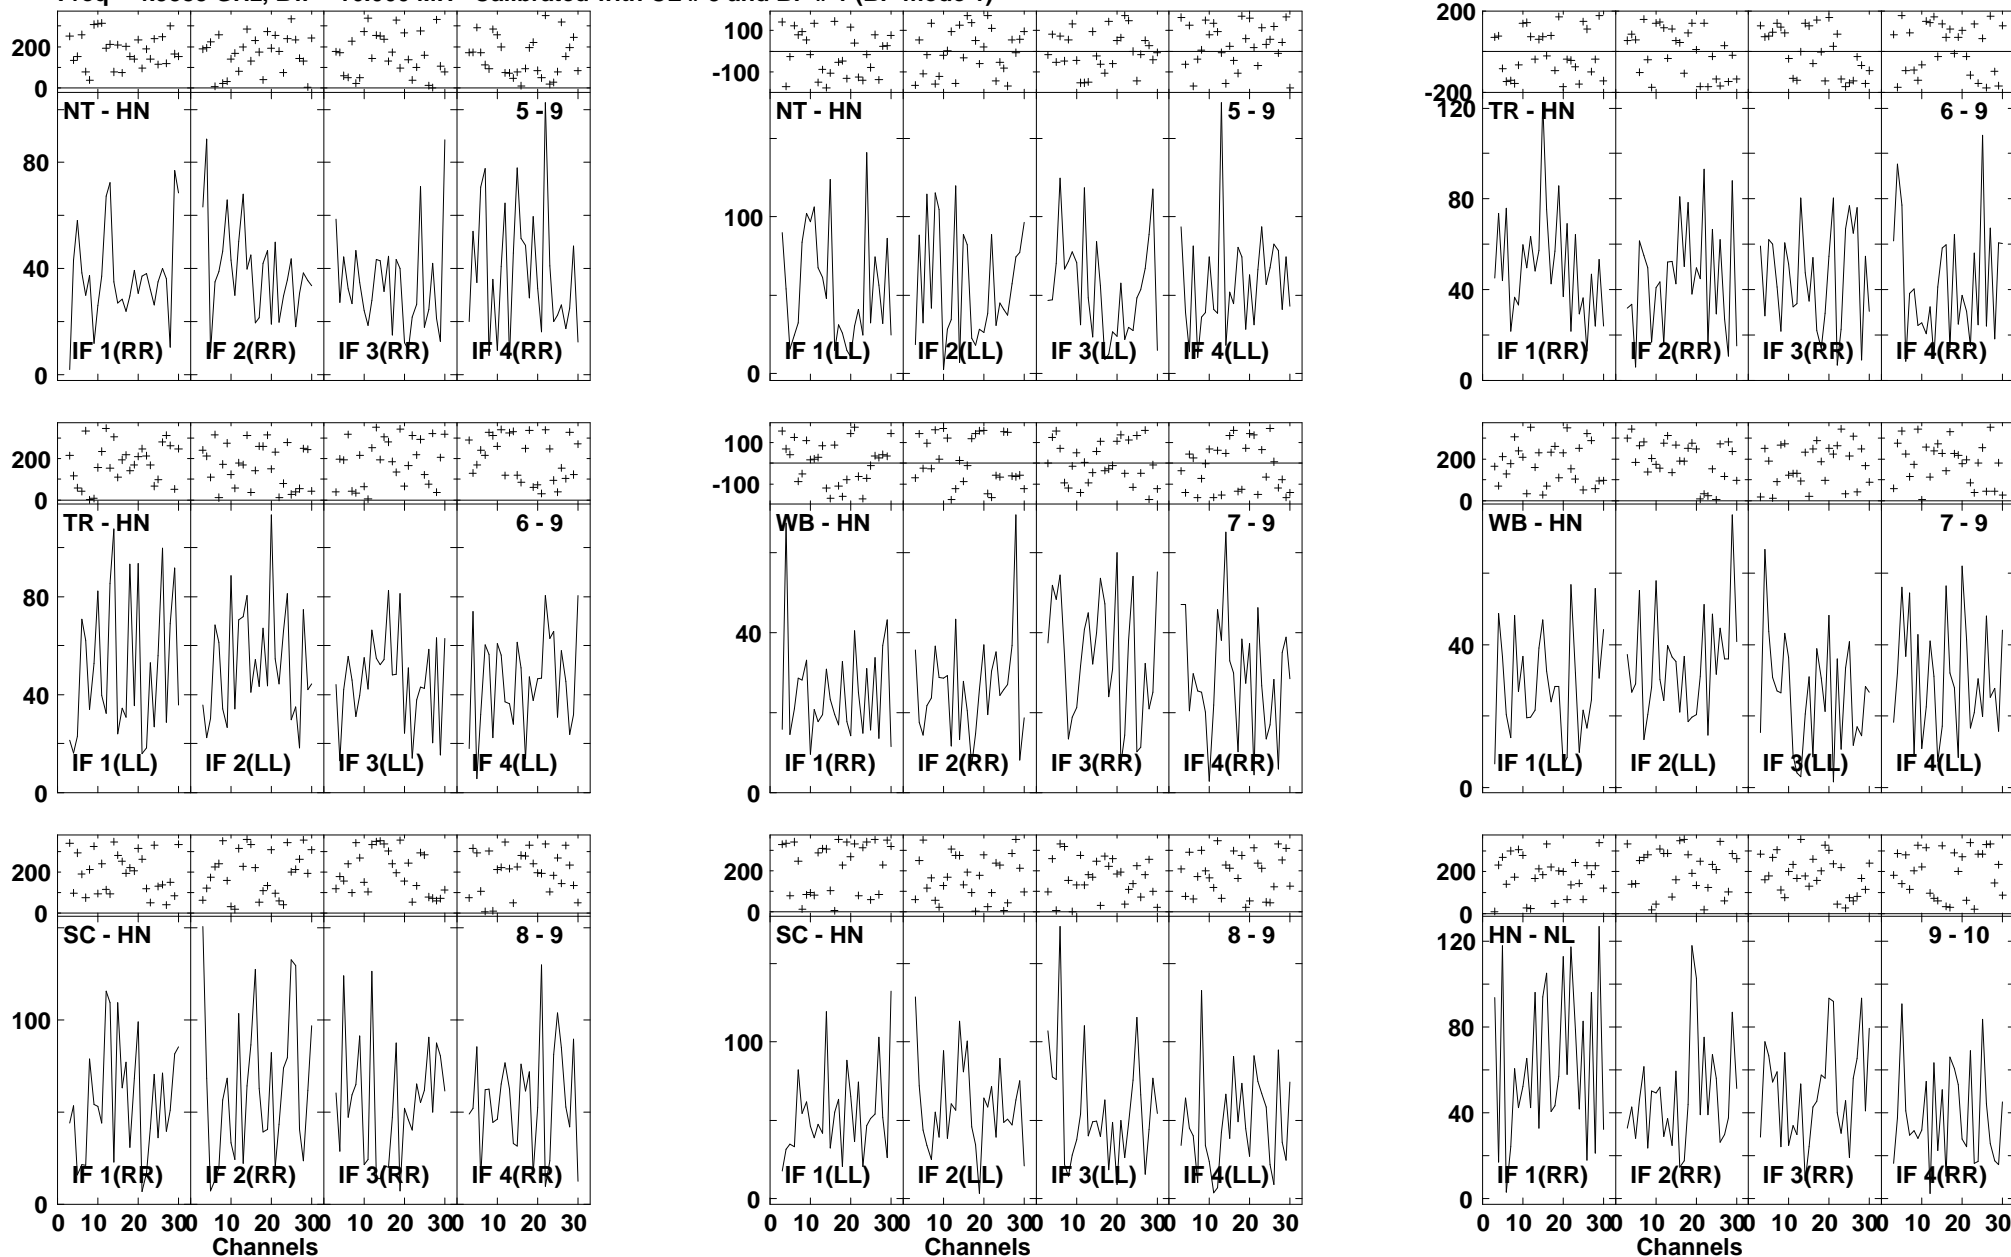 200
0
100
-100
200
-200
NT - HN 5 - 9
80
40
0
IF 1(RR) IF 2(RR) IF 3(RR) IF 4(RR)
NT - HN 5 - 9
100
0
IF 1(LL) IF 2(LL) IF 3(LL) IF 4(LL)
TR - HN 6 - 9
120
80
40
0
IF 1(RR) IF 2(RR) IF 3(RR) IF 4(RR)
200
0
100
-100
200
0
TR - HN 6 - 9
80
40
0
IF 1(LL) IF 2(LL) IF 3(LL) IF 4(LL)
WB - HN 7 - 9
40
0
IF 1(RR) IF 2(RR) IF 3(RR) IF 4(RR)
WB - HN 7 - 9
40
0
IF 1(LL) IF 2(LL) IF 3(LL) IF 4(LL)
200
0
200
0
200
0
SC - HN 8 - 9
100
0
IF 1(RR) IF 2(RR) IF 3(RR) IF 4(RR)
SC - HN 8 - 9
100
0
IF 1(LL) IF 2(LL) IF 3(LL) IF 4(LL)
HN - NL 9 - 10
120
80
40
0
IF 1(RR) IF 2(RR) IF 3(RR) IF 4(RR)
0 10 20 30 0 10 20 30 0 10 20 30 0 10 20 30
0 10 20 30 0 10 20 30 0 10 20 30 0 10 20 30
0 10 20 30 0 10 20 30 0 10 20 30 0 10 20 30
Channels Channels Channels